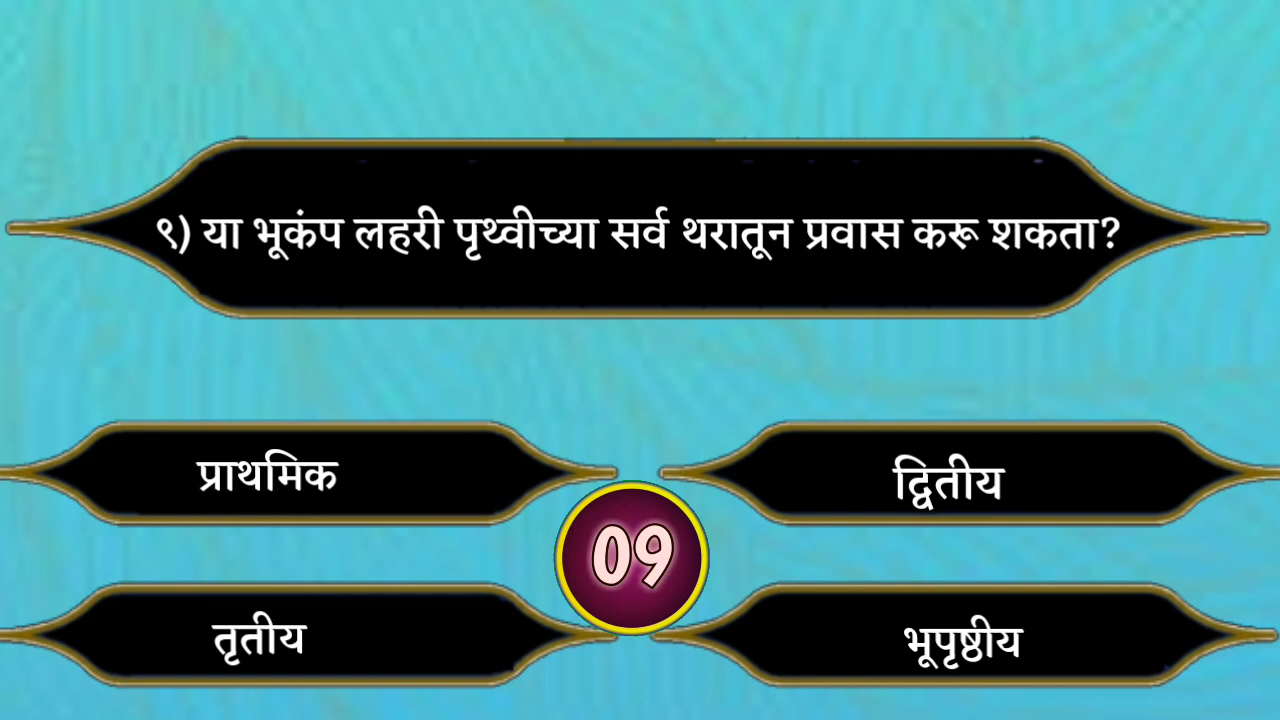 ९) या भूकंप लहरी पृथ्वीच्या सर्व थरातून प्रवास करू शकता?
प्राथमिक
द्वितीय
09
तृतीय
भूपृष्ठीय